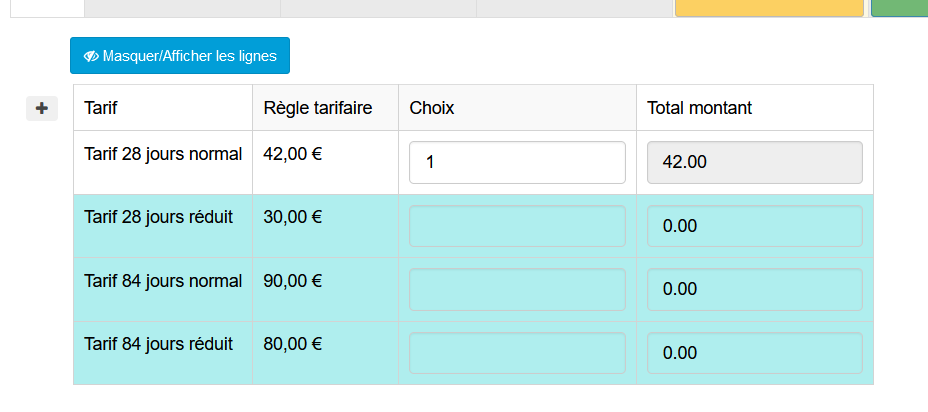 Masquer/Afficher les lignes
Tarif Règle tarifaire Choix Total montant
Tarif 28 jours normal 42,00 € 1 42.00
Tarif 28 jours réduit 30,00 € 0.00
Tarif 84 jours normal 90,00 € 0.00
Tarif 84 jours réduit 80,00 € 0.00